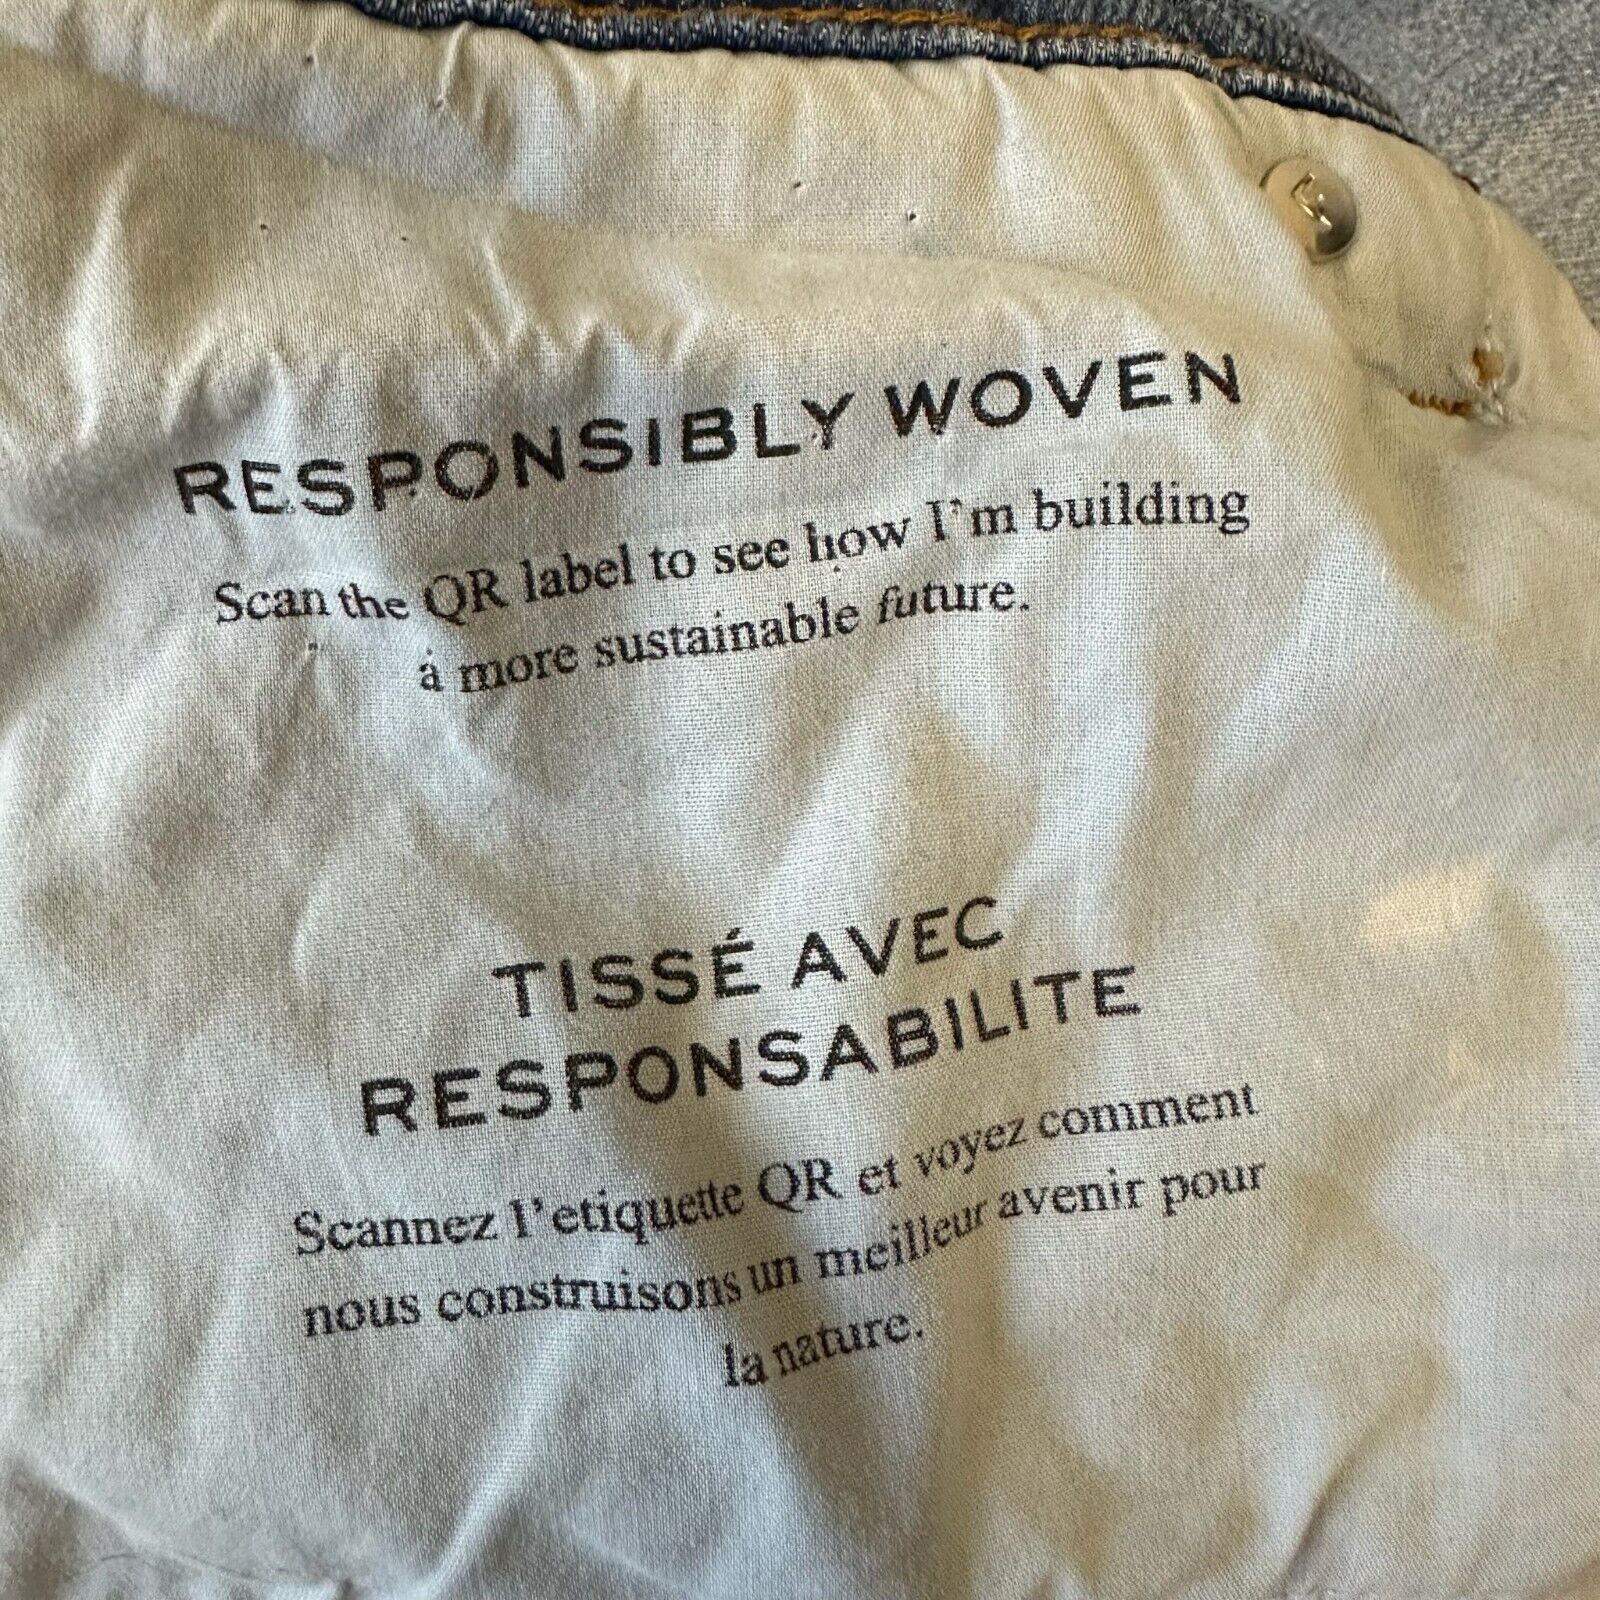 RESPONSIBLY WOVEN
Scan the QR label to see how I'm building
a more sustainable future.
TISSÉ AVEC
RESPONSABILITE
Scannez l'etiquette QR et voyez comment
nous construisons un meilleur avenir pour
la nature.